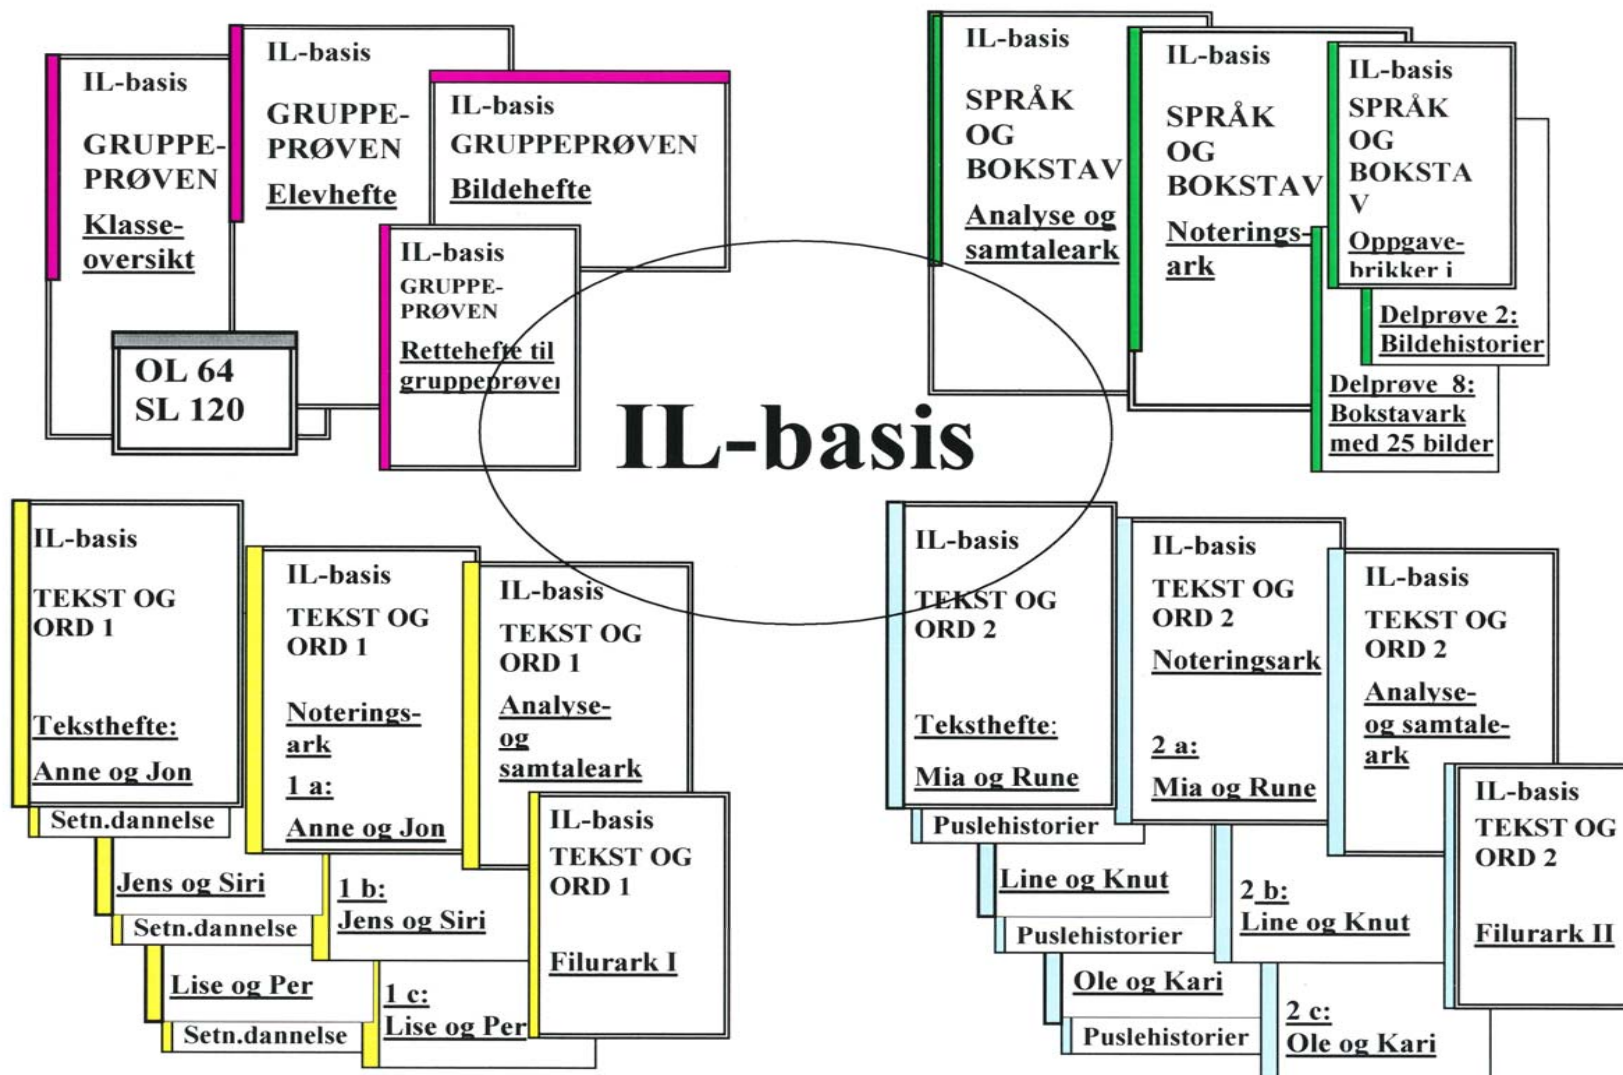 IL-basis
GRUPPE-
PRØVEN
Klasse-
oversikt
IL-basis
GRUPPE-
PRØVEN
Elevhefte
IL-basis
GRUPPEPRØVEN
Bildehefte
IL-basis
GRUPPE-
PRØVEN
Rettehefte til
gruppeprøven
OL 64
SL 120
IL-basis
SPRÅK
OG
BOKSTAV
Analyse og
samtaleark
IL-basis
SPRÅK
OG
BOKSTAV
Noterings-
ark
IL-basis
SPRÅK
OG
BOKSTA
V
Oppgave-
brikker i
Delprøve 2:
Bildehistorier
Delprøve 8:
Bokstavark
med 25 bilder
IL-basis
IL-basis
TEKST OG
ORD 1
Teksthefte:
Anne og Jon
Setn.dannelse
Jens og Siri
Setn.dannelse
Lise og Per
Setn.dannelse
IL-basis
TEKST OG
ORD 1
Noterings-
ark
1 a:
Anne og Jon
1 b:
Jens og Siri
1 c:
Lise og Per
IL-basis
TEKST OG
ORD 1
Analyse-
og
samtaleark
IL-basis
TEKST OG
ORD 1
Filurark I
IL-basis
TEKST OG
ORD 2
Teksthefte:
Mia og Rune
Puslehistorier
Line og Knut
Puslehistorier
Ole og Kari
Puslehistorier
IL-basis
TEKST OG
ORD 2
Noteringsark
2 a:
Mia og Rune
2 b:
Line og Knut
2 c:
Ole og Kari
IL-basis
TEKST OG
ORD 2
Analyse-
og samtale-
ark
IL-basis
TEKST OG
ORD 2
Filurark II